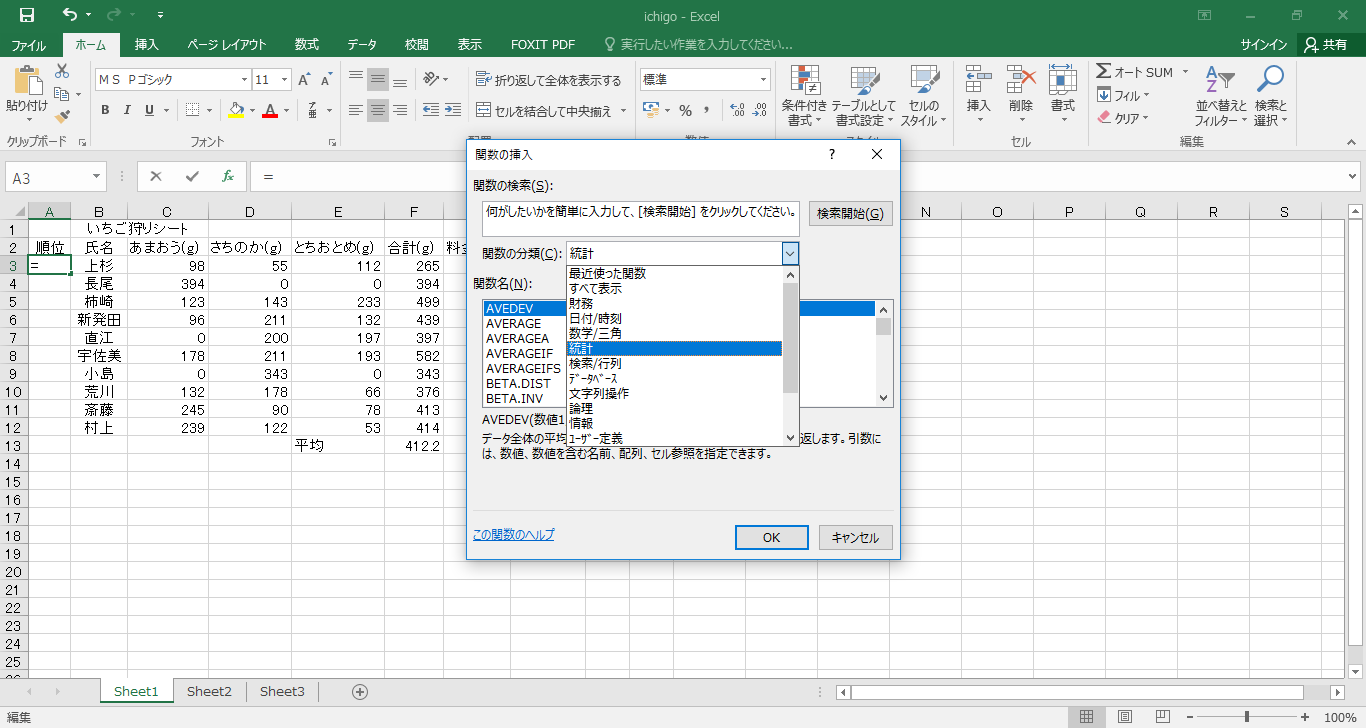 ichigo - Excel
ファイル ホーム 挿入 ページ レイアウト 数式 データ 校閲 表示 FOXIT PDF 実行したい作業を入力してください... サインイン 共有
ＭＳ Ｐゴシック 11 折り返して全体を表示する 標準 オート SUM
貼り付け B I U セルを結合して中央揃え % 条件付き書式 テーブルとして書式設定 セルのスタイル 挿入 削除 書式 フィル クリア 並べ替えとフィルター 検索と選択
クリップボード フォント セル 編集
A3 fx =
関数の挿入 ?
関数の検索(S):
何がしたいかを簡単に入力して、[検索開始] をクリックしてください。 検索開始(G)
関数の分類(C): 統計
最近使った関数
すべて表示
財務
日付/時刻
数学/三角
統計
検索/行列
データベース
文字列操作
論理
情報
ユーザー定義
関数名(N):
AVEDEV
AVERAGE
AVERAGEA
AVERAGEIF
AVERAGEIFS
BETA.DIST
BETA.INV
AVEDEV(数値1
データ全体の平均 返します。引数に
は、数値、数値を含む名前、配列、セル参照を指定できます。
この関数のヘルプ OK キャンセル
A B C D E F N O P Q R S
1 いちご狩りシート
2 順位 氏名 あまおう(g) さちのか(g) とちおとめ(g) 合計(g)
3 = 上杉 98 55 112 265
4 長尾 394 0 0 394
5 柿崎 123 143 233 499
6 新発田 96 211 132 439
7 直江 0 200 197 397
8 宇佐美 178 211 193 582
9 小島 0 343 0 343
10 荒川 132 178 66 376
11 斎藤 245 90 78 413
12 村上 239 122 53 414
13 平均 412.2
14
15
16
17
18
19
20
21
22
23
24
25
Sheet1 Sheet2 Sheet3
編集 100%